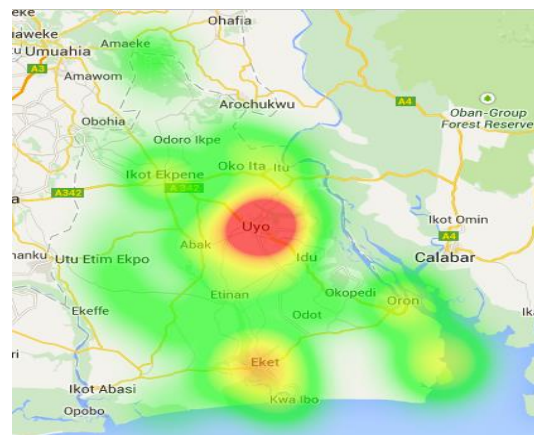 eke
Ohafia
uaweke
Amaeke
Umuahia
A3
A4
Amawom
Arochukwu
Oban-Group
Forest Reserve
Obohia
Odoro Ikpe
Oko Ita
Itu
Ikot Ekpene
A342
A342
Uyo
Ikot Omin
A4
Abak
Calabar
nanku
Utu Etim Ekpo
Idu
Etinan
Okopedi
Oron
Ekeffe
Odot
Ika
ri
Eket
Ikot Abasi
Kwa Ibo
Opobo